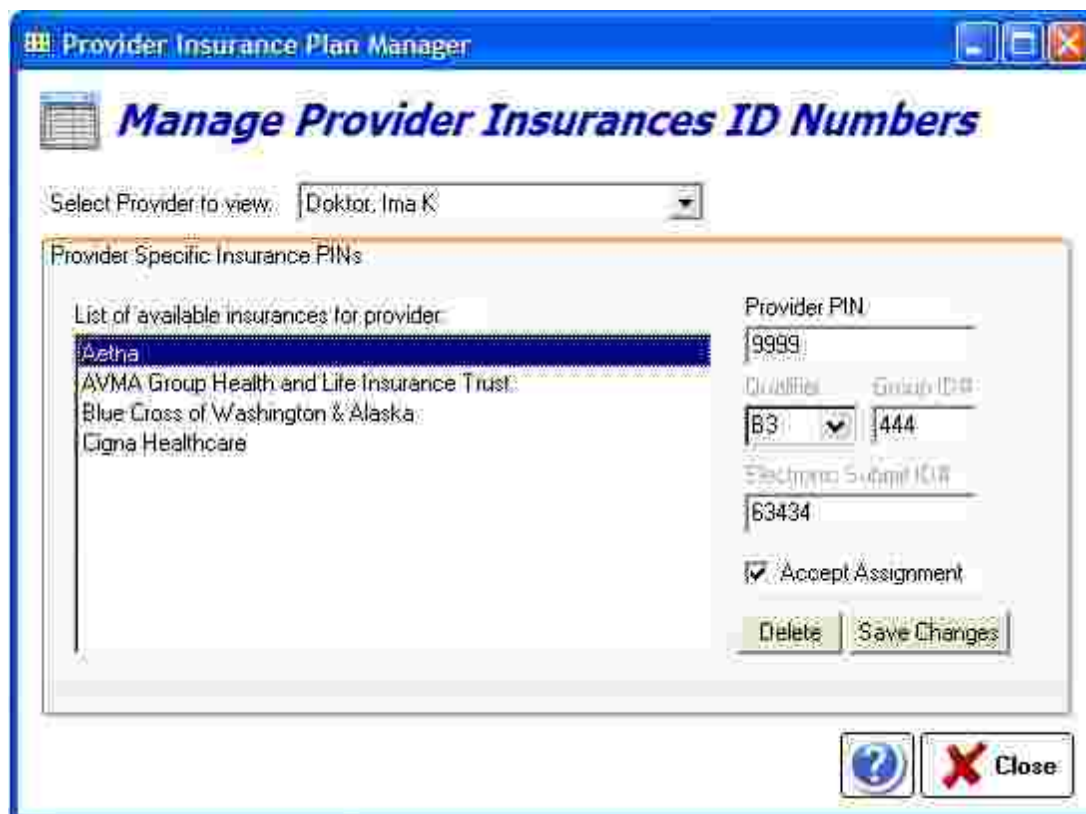 Provider Insurance Plan Manager
Manage Provider Insurances ID Numbers
Select Provider to view: Doktor, Ima K
Provider Specific Insurance PINs
List of available insurances for provider:
Aetna
AVMA Group Health and Life Insurance Trust
Blue Cross of Washington & Alaska
Cigna Healthcare
Provider PIN
9999
Qualifier Group ID#
B3 444
Electronic Submit ID#
63434
Accept Assignment
Delete Save Changes
? Close